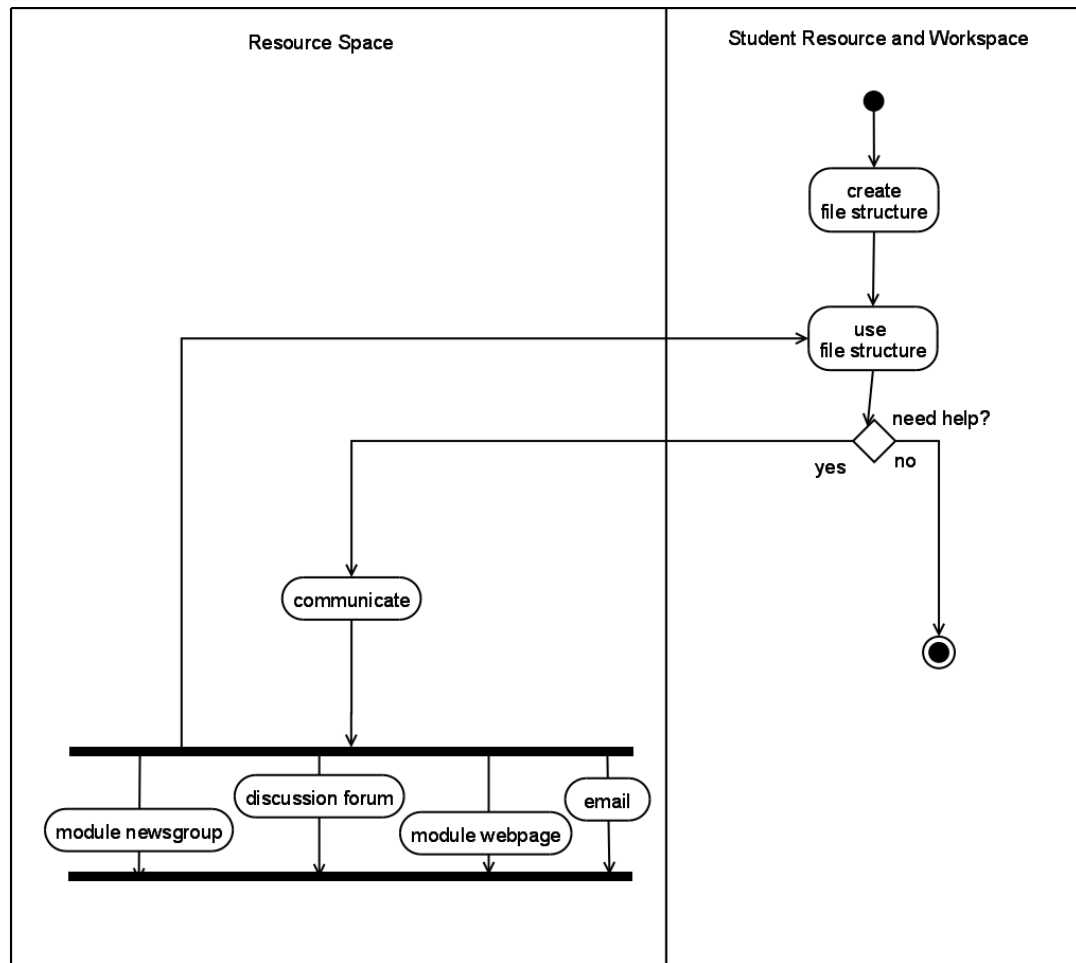 Resource Space
Student Resource and Workspace
create
file structure
use
file structure
need help?
yes
no
communicate
discussion forum
email
module newsgroup
module webpage